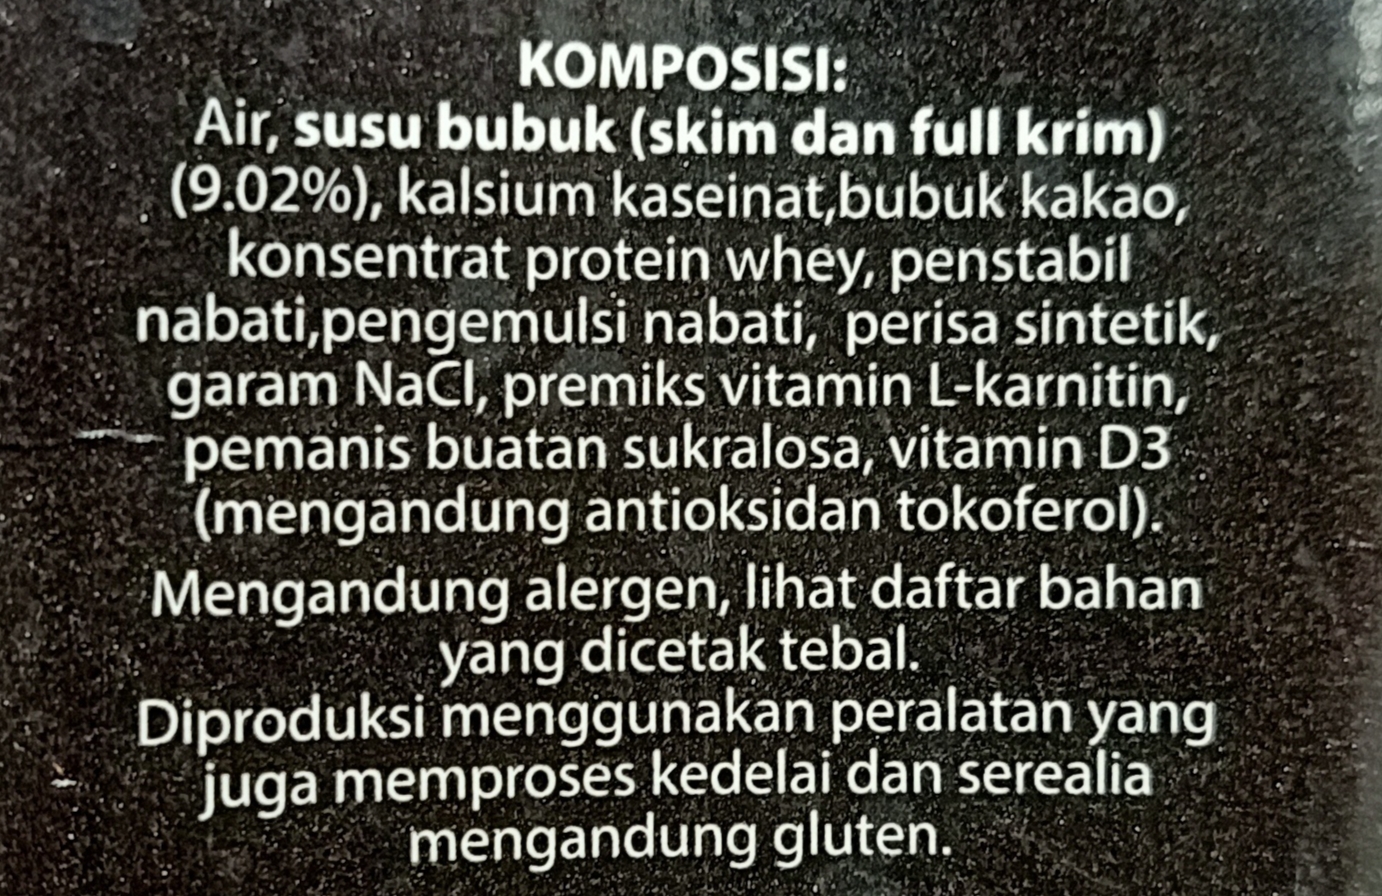 KOMPOSISI:
Air, susu bubuk (skim dan full krim)
(9.02%), kalsium kaseinat,bubuk kakao,
konsentrat protein whey, penstabil
nabati,pengemulsi nabati, perisa sintetik,
garam NaCl, premiks vitamin L-karnitin,
pemanis buatan sukralosa, vitamin D3
(mengandung antioksidan tokoferol).
Mengandung alergen, lihat daftar bahan
yang dicetak tebal.
Diproduksi menggunakan peralatan yang
juga memproses kedelai dan serealia
mengandung gluten.